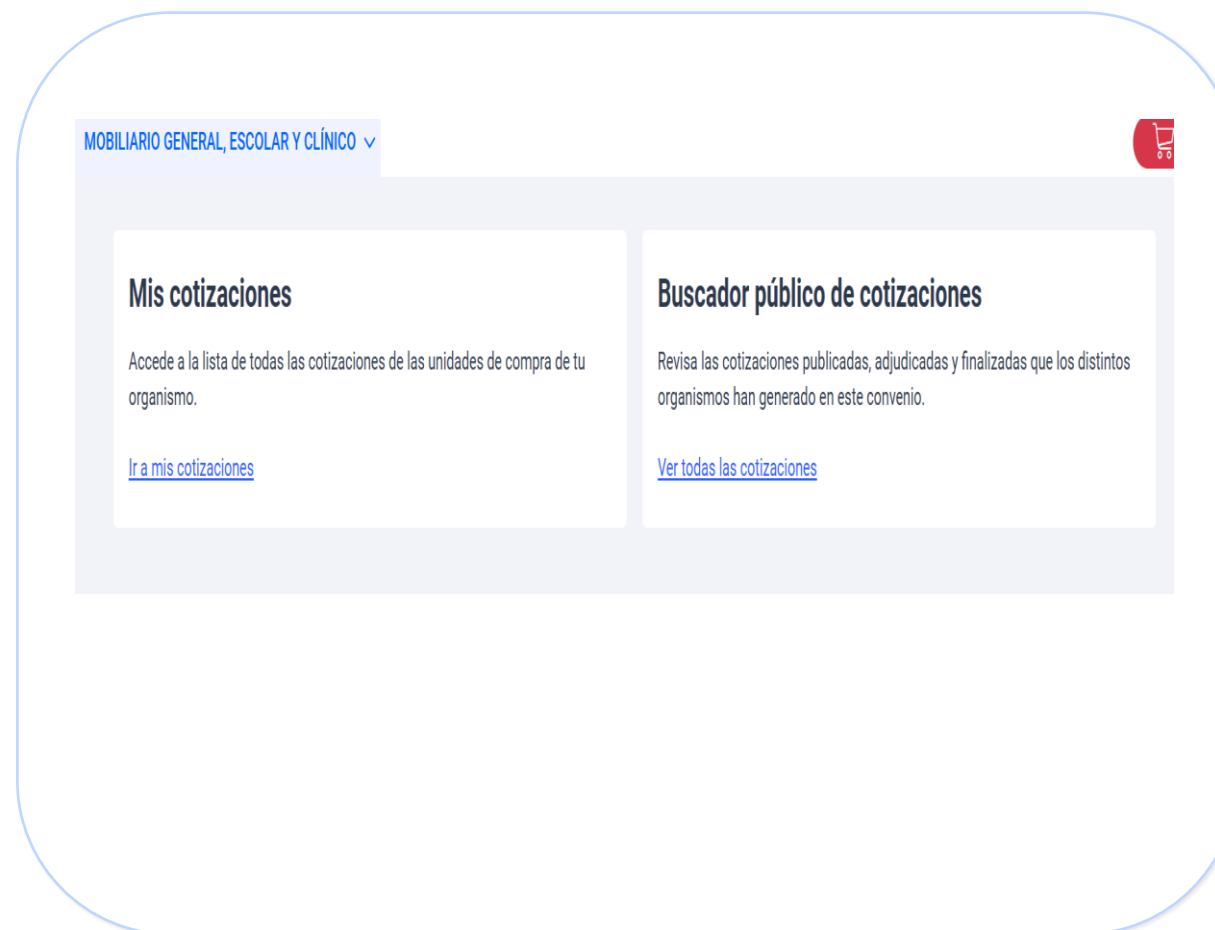 MOBILIARIO GENERAL, ESCOLAR Y CLÍNICO
Mis cotizaciones
Accede a la lista de todas las cotizaciones de las unidades de compra de tu
organismo.
Ir a mis cotizaciones
Buscador público de cotizaciones
Revisa las cotizaciones publicadas, adjudicadas y finalizadas que los distintos
organismos han generado en este convenio.
Ver todas las cotizaciones